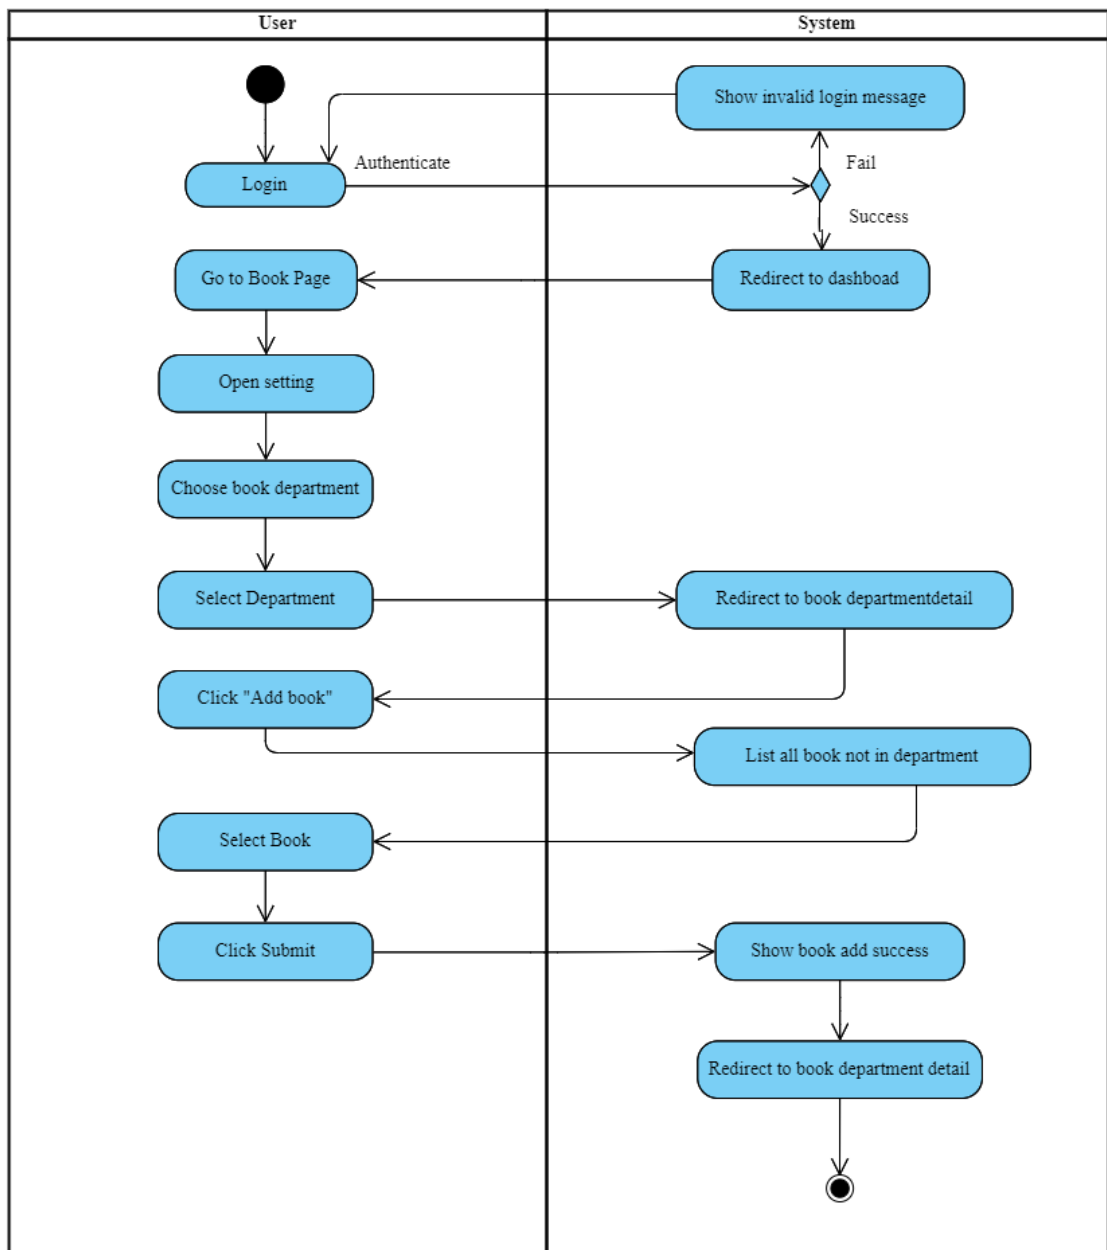 User
System
Show invalid login message
Authenticate
Fail
Login
Success
Go to Book Page
Redirect to dashboad
Open setting
Choose book department
Select Department
Redirect to book departmentdetail
Click "Add book"
List all book not in department
Select Book
Click Submit
Show book add success
Redirect to book department detail